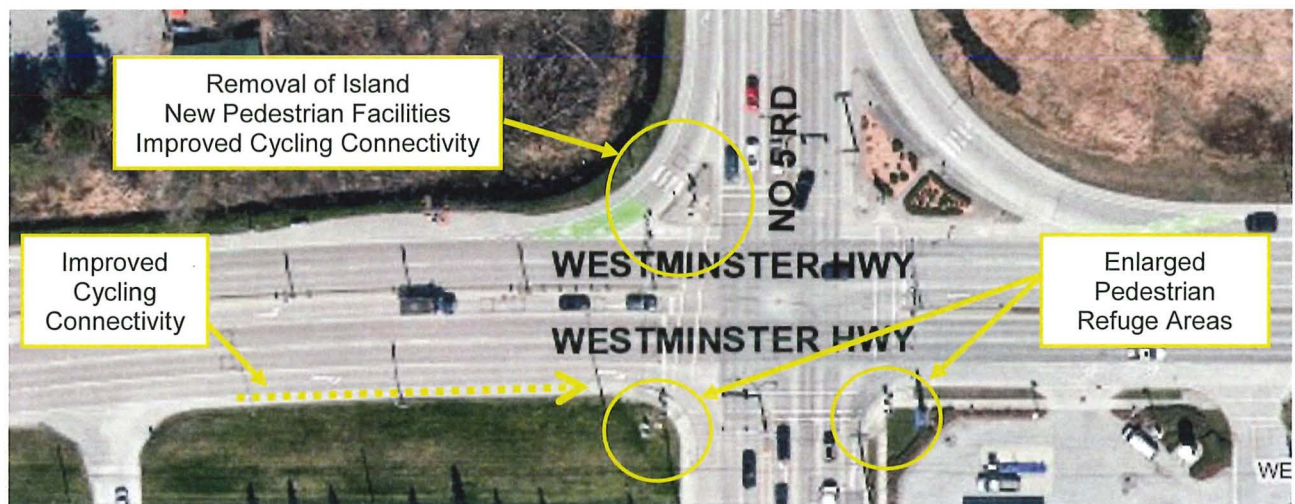 Removal of Island
New Pedestrian Facilities
Improved Cycling Connectivity
NO 5 RD
WESTMINSTER HWY
Improved
Cycling
Connectivity
Enlarged
Pedestrian
Refuge Areas
WESTMINSTER HWY
WE